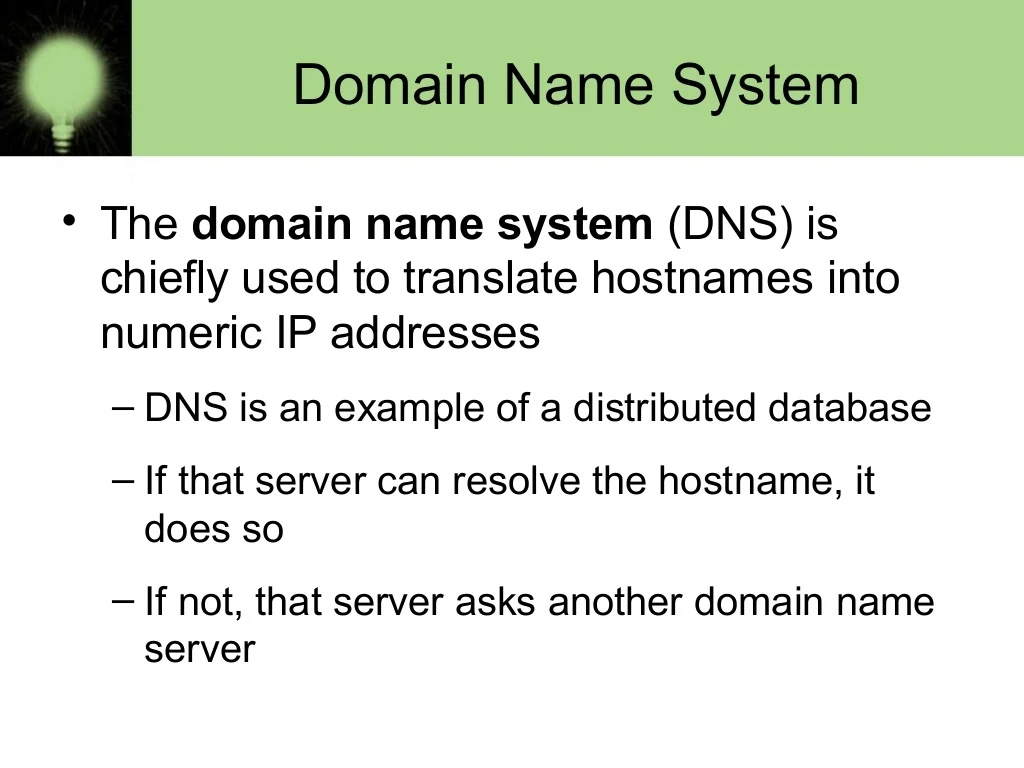 Domain Name System
• The domain name system (DNS) is
chiefly used to translate hostnames into
numeric IP addresses
– DNS is an example of a distributed database
– If that server can resolve the hostname, it
does so
– If not, that server asks another domain name
server